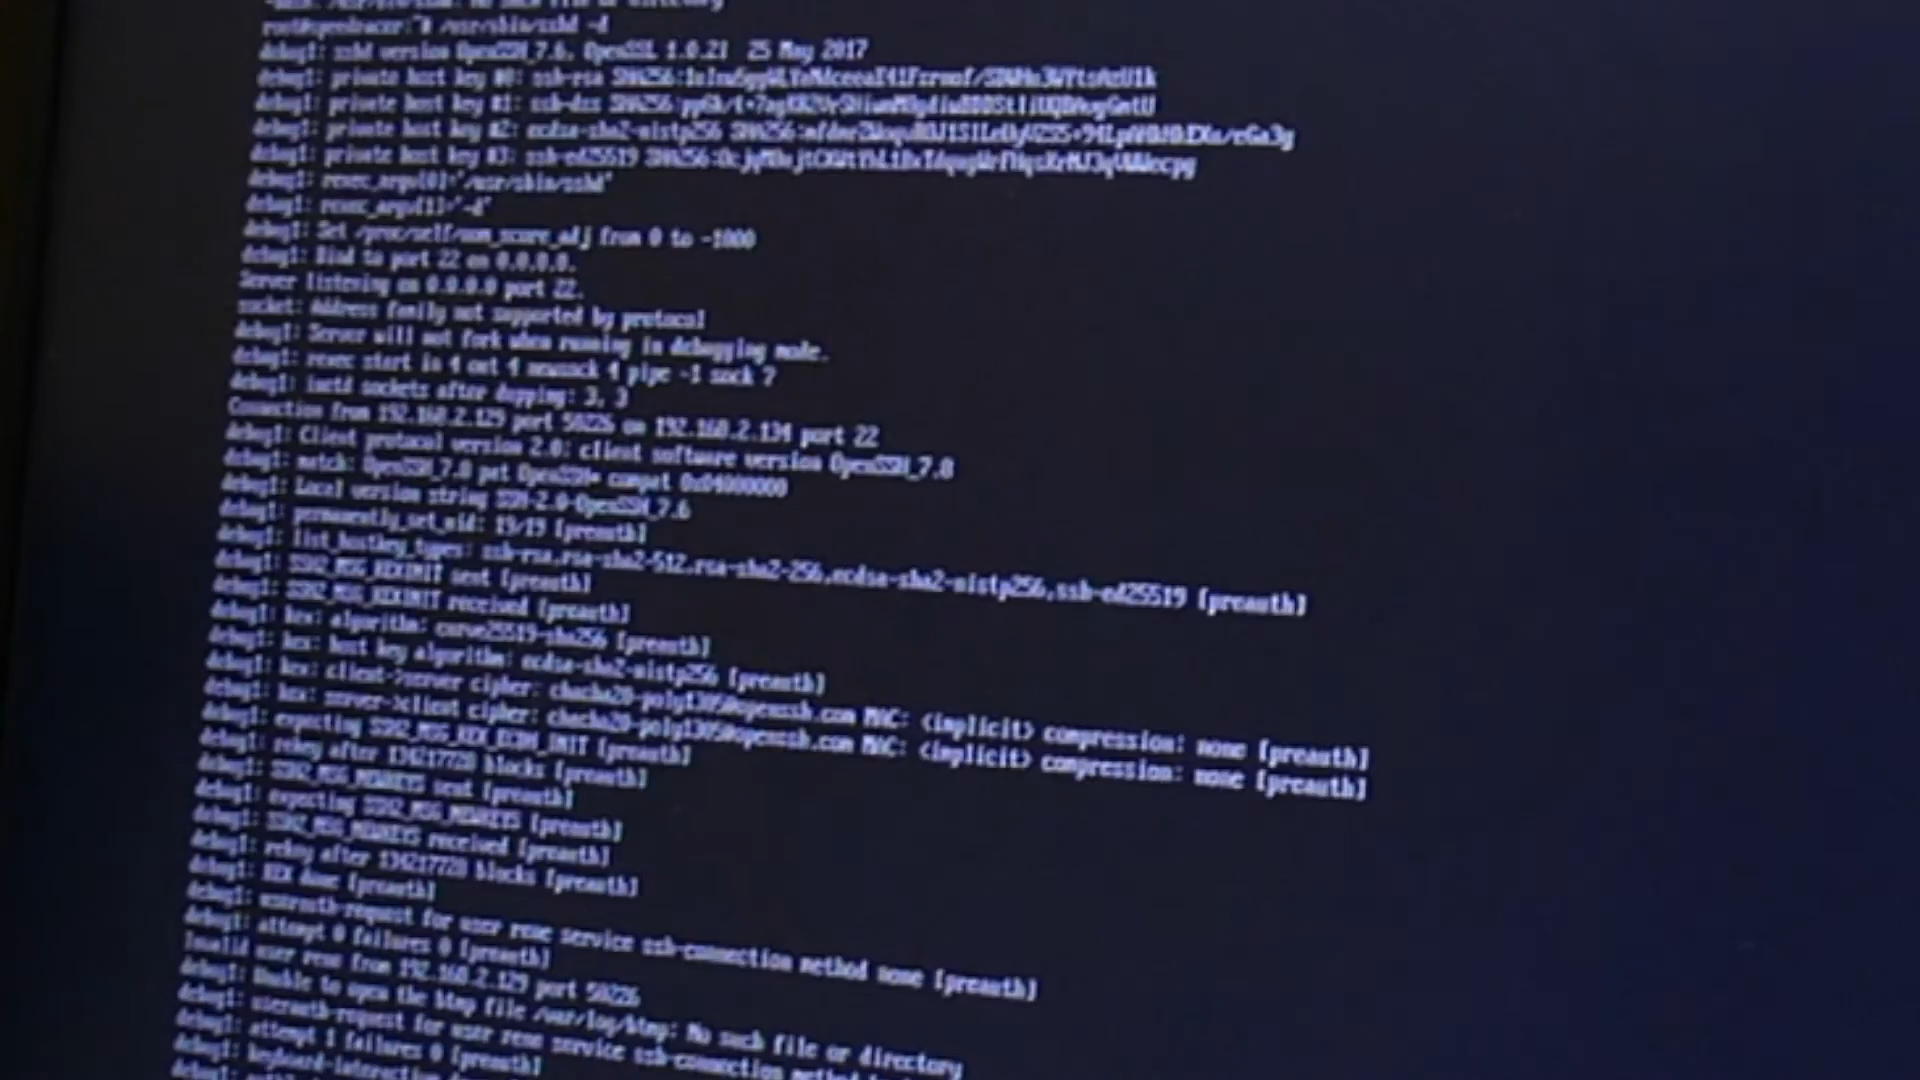 root@speedracer:~# /usr/sbin/sshd -d
debug1: sshd version OpenSSH_7.6, OpenSSL 1.0.2l  25 May 2017
debug1: private host key #0: ssh-rsa
debug1: private host key #1: ssh-dss
debug1: private host key #2: ecdsa-sha2-nistp256
debug1: private host key #3: ssh-ed25519
debug1: rexec_argv[0]='/usr/sbin/sshd'
debug1: rexec_argv[1]='-d'
debug1: Set /proc/self/oom_score_adj from 0 to -1000
debug1: Bind to port 22 on 0.0.0.0.
Server listening on 0.0.0.0 port 22.
socket: Address family not supported by protocol
debug1: Server will not fork when running in debugging mode.
debug1: rexec start in 4 out 4 newsock 4 pipe -1 sock 7
debug1: inetd sockets after dupping: 3, 3
Connection from 192.168.2.129 port 50226 on 192.168.2.134 port 22
debug1: Client protocol version 2.0; client software version OpenSSH_7.8
debug1: match: OpenSSH_7.8 pat OpenSSH* compat 0x04000000
debug1: Local version string SSH-2.0-OpenSSH_7.6
debug1: permanently_set_uid: 19/19 [preauth]
debug1: list_hostkey_types: ssh-rsa,rsa-sha2-512,rsa-sha2-256,ecdsa-sha2-nistp256,ssh-ed25519 [preauth]
debug1: SSH2_MSG_KEXINIT sent [preauth]
debug1: SSH2_MSG_KEXINIT received [preauth]
debug1: kex: algorithm: curve25519-sha256 [preauth]
debug1: kex: host key algorithm: ecdsa-sha2-nistp256 [preauth]
debug1: kex: client->server cipher: chacha20-poly1305@openssh.com MAC: <implicit> compression: none [preauth]
debug1: kex: server->client cipher: chacha20-poly1305@openssh.com MAC: <implicit> compression: none [preauth]
debug1: expecting SSH2_MSG_KEX_ECDH_INIT [preauth]
debug1: rekey after 134217728 blocks [preauth]
debug1: SSH2_MSG_NEWKEYS sent [preauth]
debug1: expecting SSH2_MSG_NEWKEYS [preauth]
debug1: SSH2_MSG_NEWKEYS received [preauth]
debug1: rekey after 134217728 blocks [preauth]
debug1: KEX done [preauth]
debug1: userauth-request for user rene service ssh-connection method none [preauth]
debug1: attempt 0 failures 0 [preauth]
Invalid user rene from 192.168.2.129 port 50226
debug1: Unable to open the btmp file /var/log/btmp: No such file or directory
debug1: userauth-request for user rene service ssh-connection method
debug1: attempt 1 failures 0 [preauth]
debug1: keyboard-interactive
debug1: